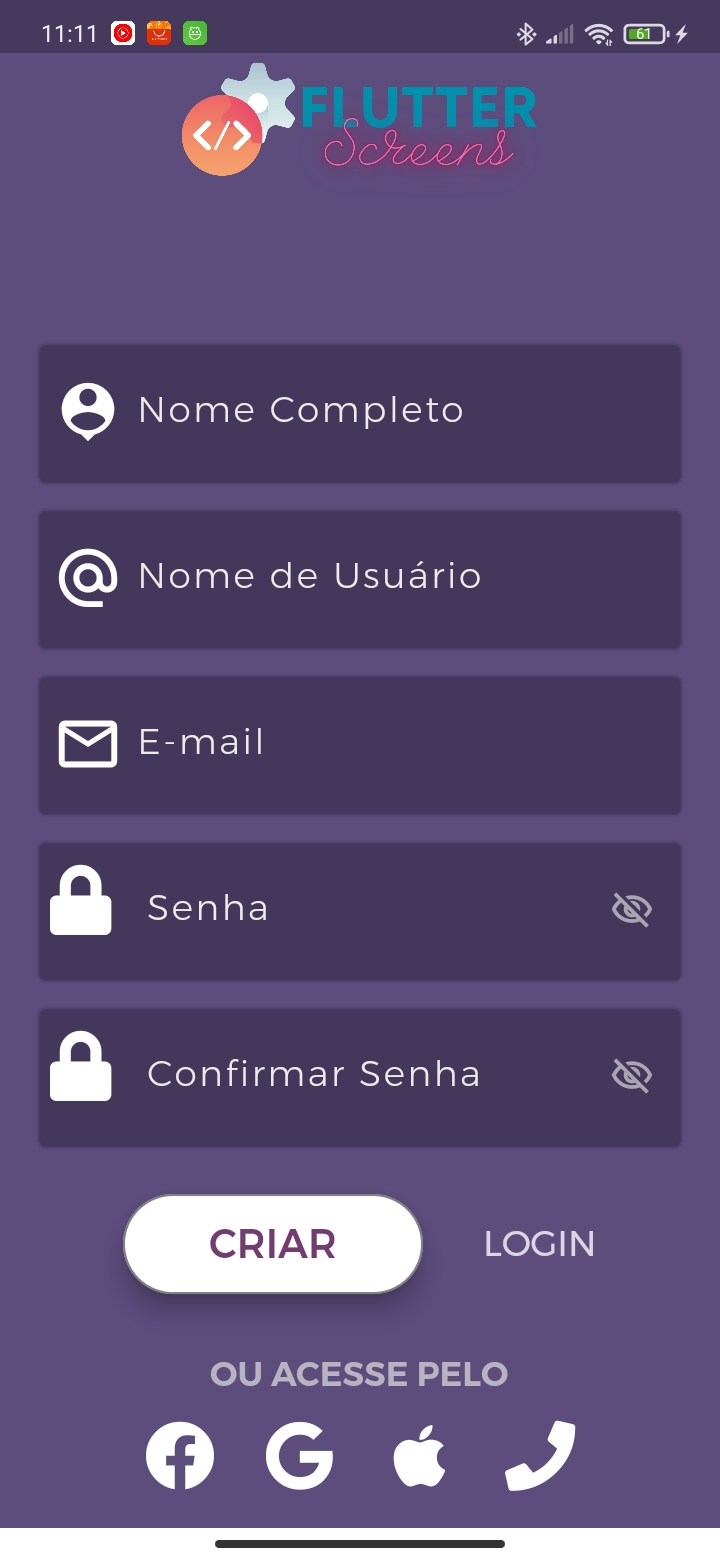 11:11
61
FLUTTER
Screens
Nome Completo
Nome de Usuário
E-mail
Senha
Confirmar Senha
CRIAR
LOGIN
OU ACESSE PELO